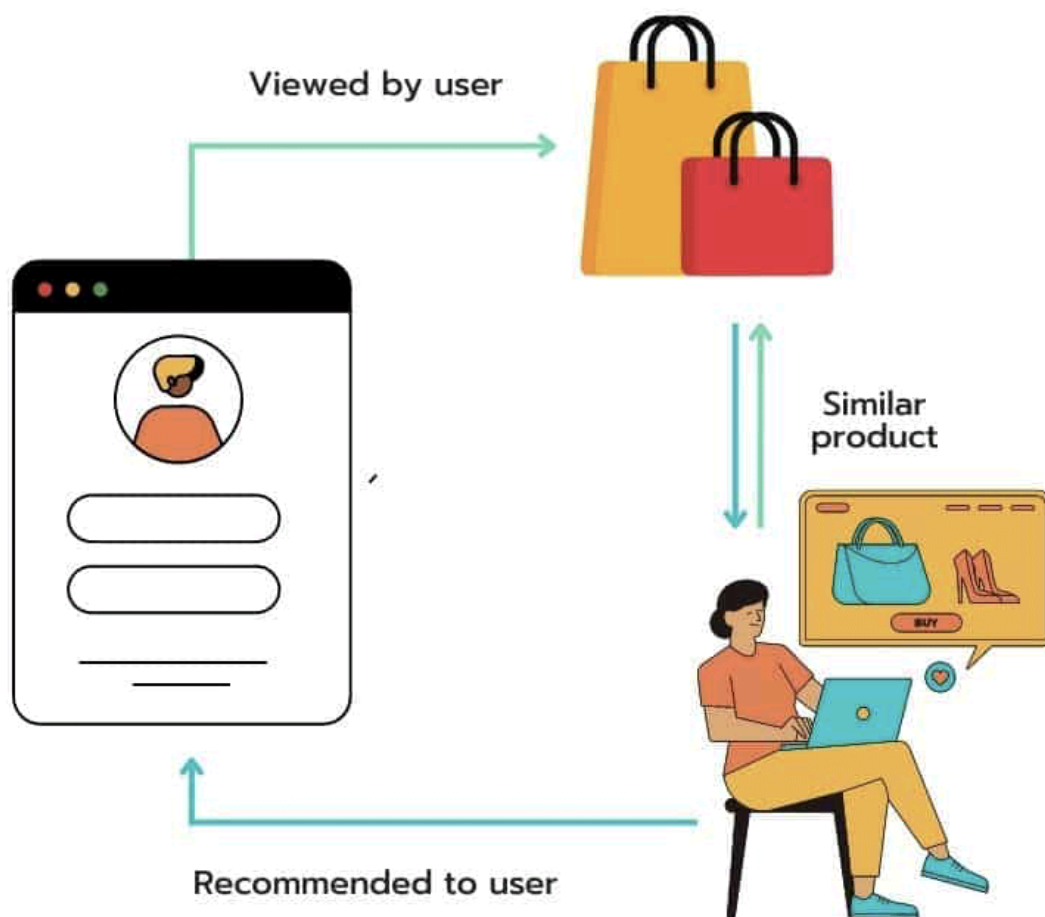 Viewed by user
Similar
product
BUY
Recommended to user